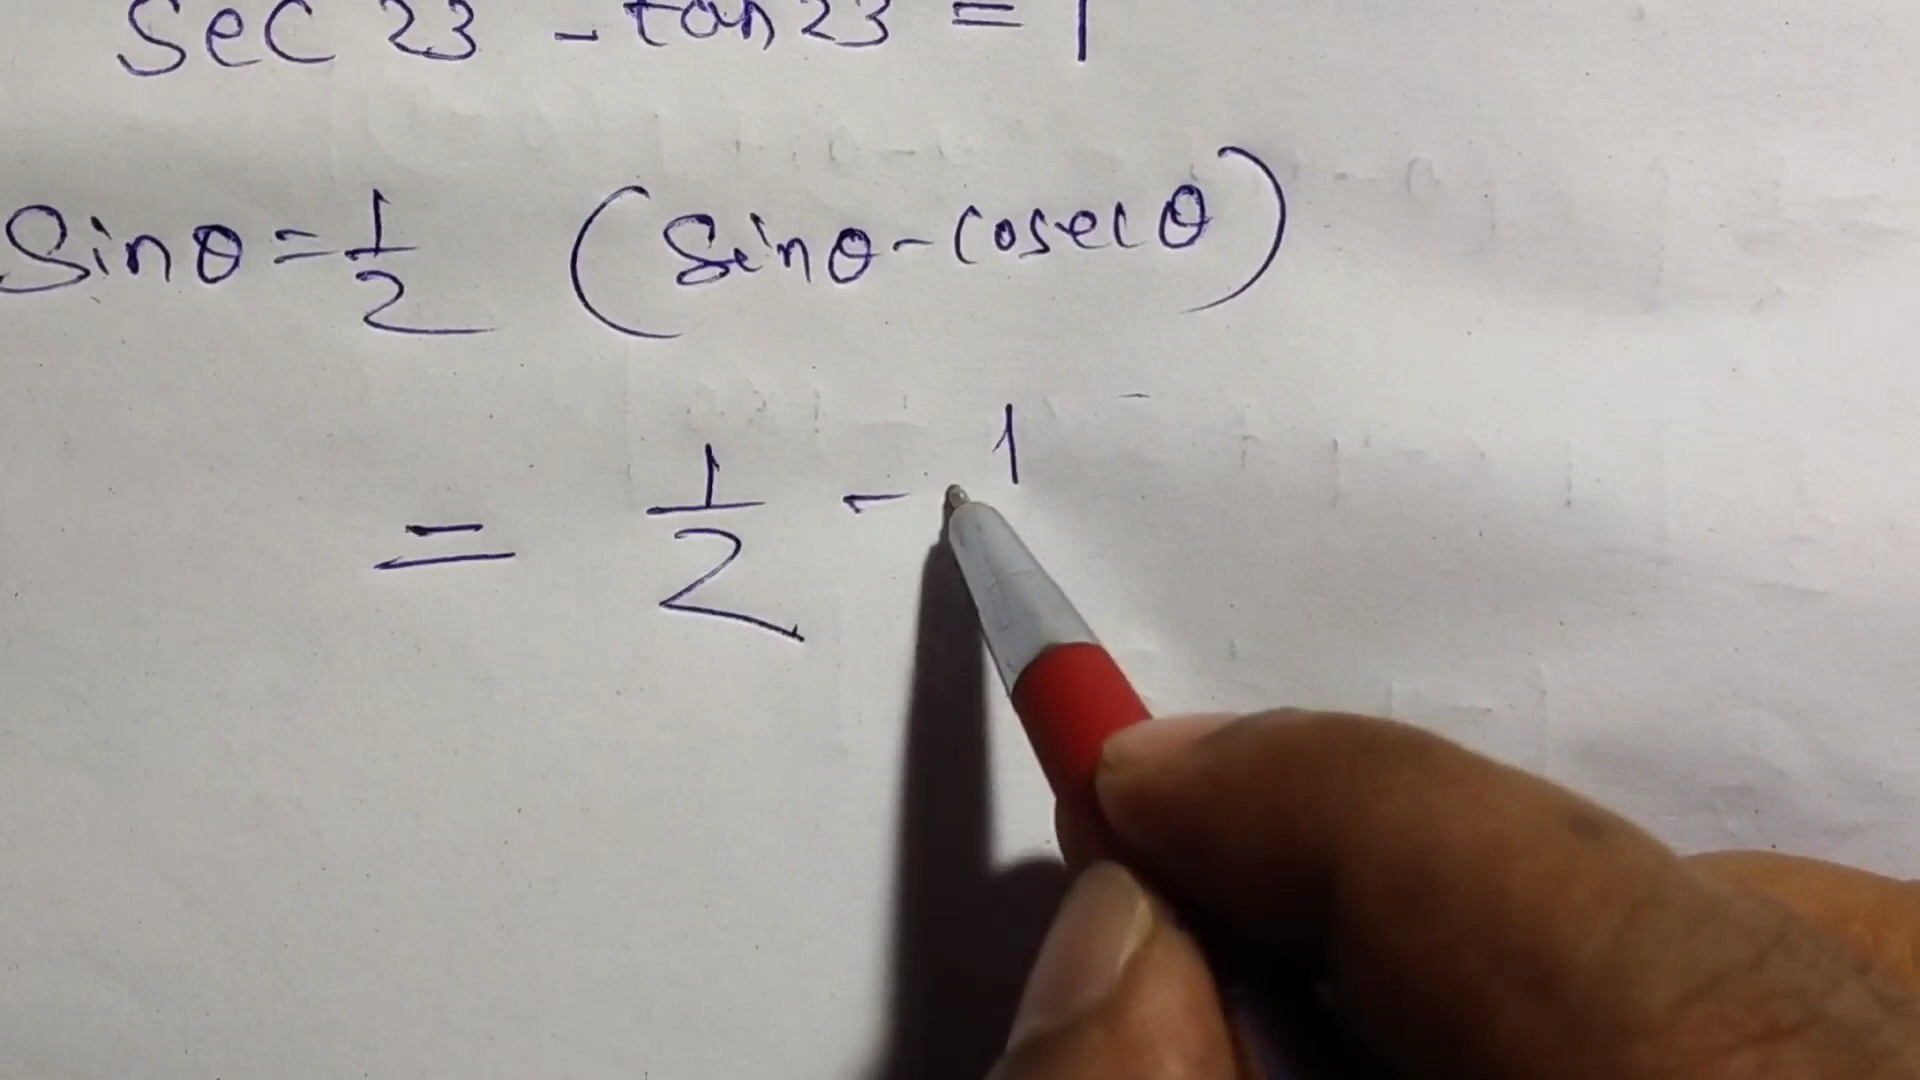 Sec 23 - tan 23 = 1
Sinθ = 1/2 (Sinθ - cosecθ)
= 1/2 - 1